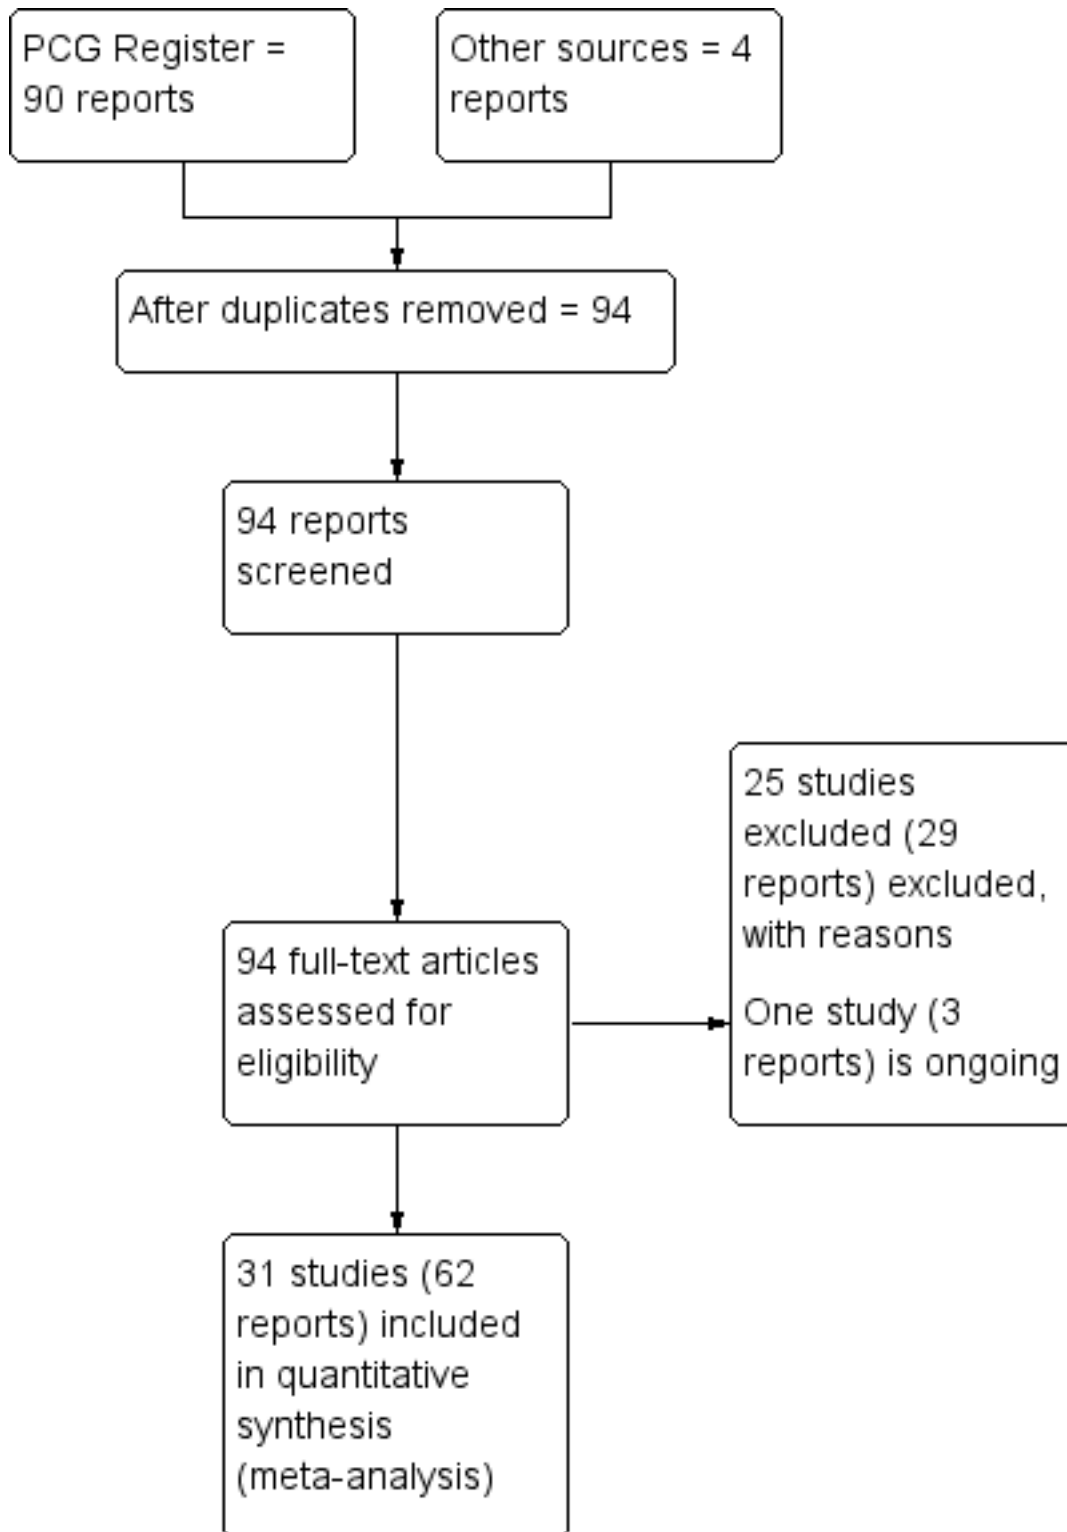 PCG Register =
90 reports
Other sources = 4
reports
After duplicates removed = 94
94 reports
screened
25 studies
excluded (29
reports) excluded,
with reasons
One study (3
reports) is ongoing
94 full-text articles
assessed for
eligibility
31 studies (62
reports) included
in quantitative
synthesis
(meta-analysis)